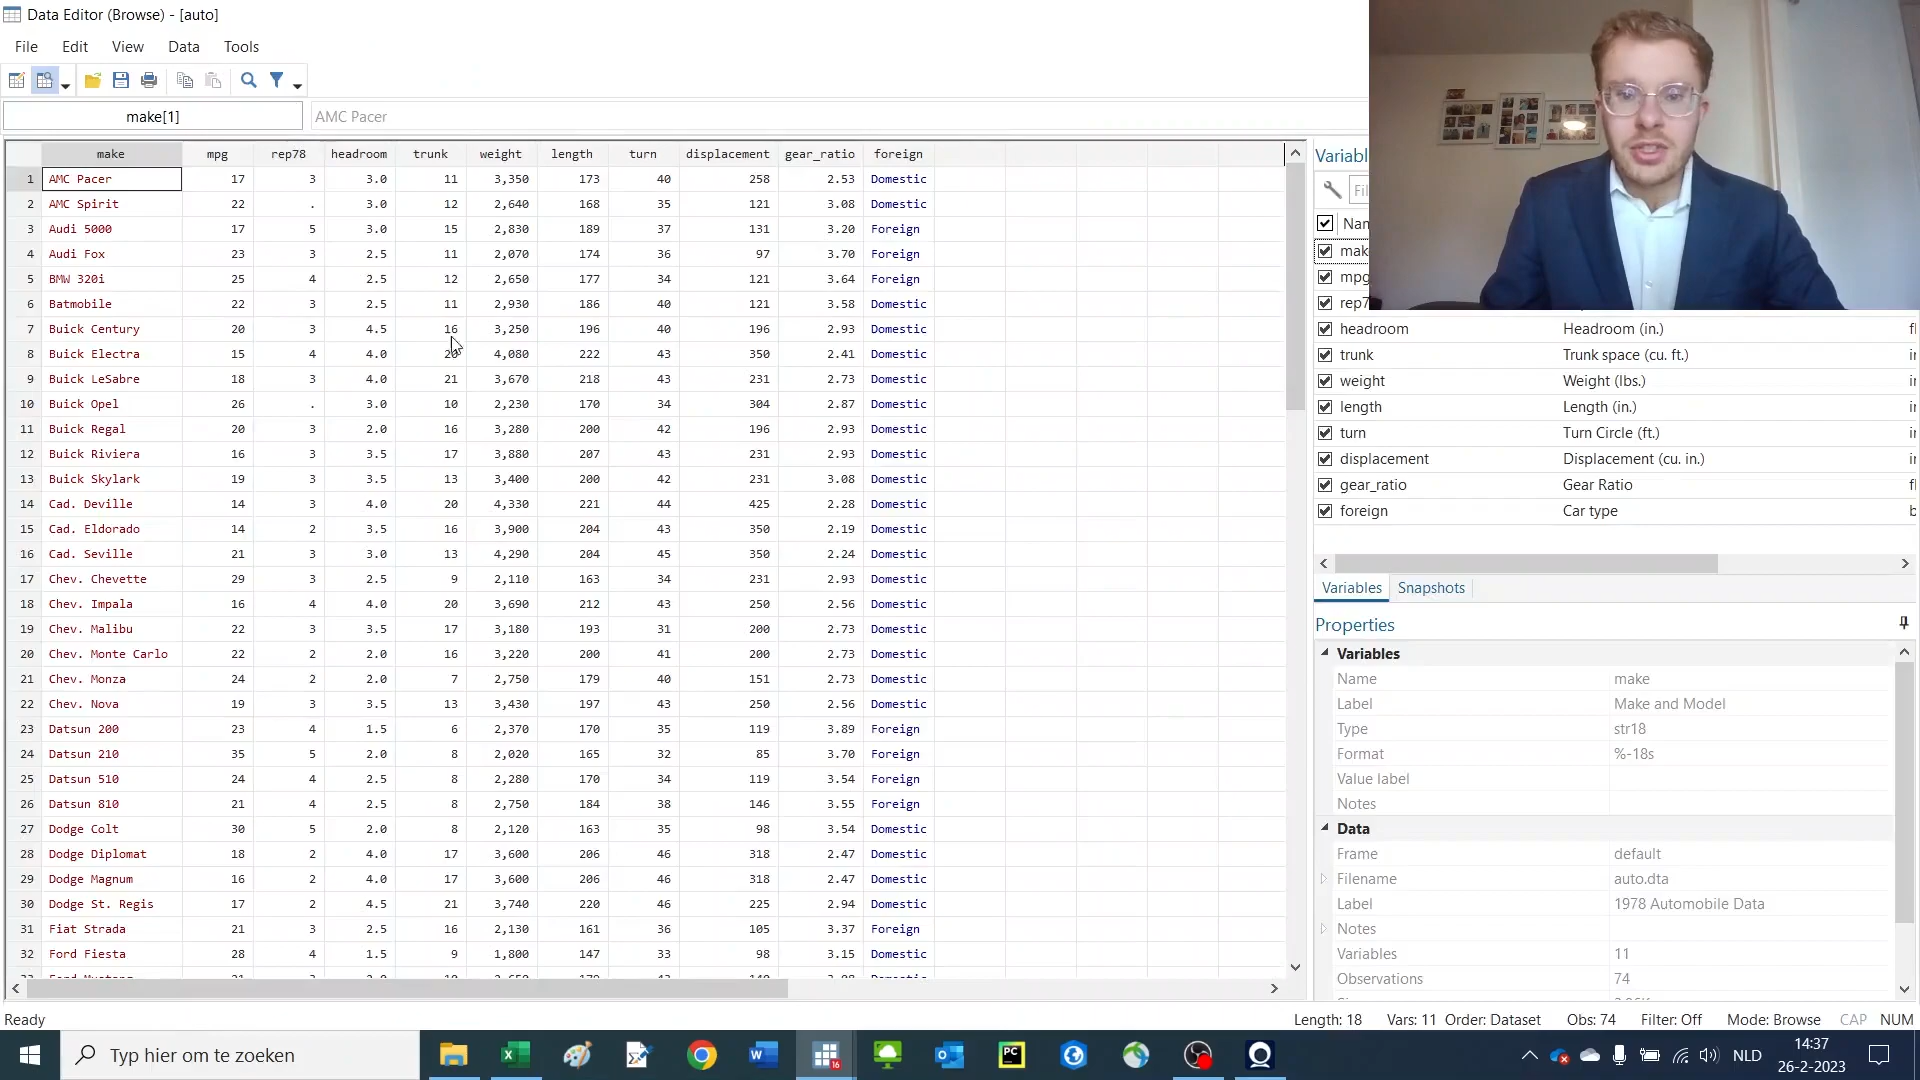 Data Editor (Browse) - [auto]
File Edit View Data Tools
make[1] AMC Pacer
make mpg rep78 headroom trunk weight length turn displacement gear_ratio foreign
1 AMC Pacer 17 3 3.0 11 3,350 173 40 258 2.53 Domestic
2 AMC Spirit 22 . 3.0 12 2,640 168 35 121 3.08 Domestic
3 Audi 5000 17 5 3.0 15 2,830 189 37 131 3.20 Foreign
4 Audi Fox 23 3 2.5 11 2,070 174 36 97 3.70 Foreign
5 BMW 320i 25 4 2.5 12 2,650 177 34 121 3.64 Foreign
6 Batmobile 22 3 2.5 11 2,930 186 40 121 3.58 Domestic
7 Buick Century 20 3 4.5 16 3,250 196 40 196 2.93 Domestic
8 Buick Electra 15 4 4.0 20 4,080 222 43 350 2.41 Domestic
9 Buick LeSabre 18 3 4.0 21 3,670 218 43 231 2.73 Domestic
10 Buick Opel 26 . 3.0 10 2,230 170 34 304 2.87 Domestic
11 Buick Regal 20 3 2.0 16 3,280 200 42 196 2.93 Domestic
12 Buick Riviera 16 3 3.5 17 3,880 207 43 231 2.93 Domestic
13 Buick Skylark 19 3 3.5 13 3,400 200 42 231 3.08 Domestic
14 Cad. Deville 14 3 4.0 20 4,330 221 44 425 2.28 Domestic
15 Cad. Eldorado 14 2 3.5 16 3,900 204 43 350 2.19 Domestic
16 Cad. Seville 21 3 3.0 13 4,290 204 45 350 2.24 Domestic
17 Chev. Chevette 29 3 2.5 9 2,110 163 34 231 2.93 Domestic
18 Chev. Impala 16 4 4.0 20 3,690 212 43 250 2.56 Domestic
19 Chev. Malibu 22 3 3.5 17 3,180 193 31 200 2.73 Domestic
20 Chev. Monte Carlo 22 2 2.0 16 3,220 200 41 200 2.73 Domestic
21 Chev. Monza 24 2 2.0 7 2,750 179 40 151 2.73 Domestic
22 Chev. Nova 19 3 3.5 13 3,430 197 43 250 2.56 Domestic
23 Datsun 200 23 4 1.5 6 2,370 170 35 119 3.89 Foreign
24 Datsun 210 35 5 2.0 8 2,020 165 32 85 3.70 Foreign
25 Datsun 510 24 4 2.5 8 2,280 170 34 119 3.54 Foreign
26 Datsun 810 21 4 2.5 8 2,750 184 38 146 3.55 Foreign
27 Dodge Colt 30 5 2.0 8 2,120 163 35 98 3.54 Domestic
28 Dodge Diplomat 18 2 4.0 17 3,600 206 46 318 2.47 Domestic
29 Dodge Magnum 16 2 4.0 17 3,600 206 46 318 2.47 Domestic
30 Dodge St. Regis 17 2 4.5 21 3,740 220 46 225 2.94 Domestic
31 Fiat Strada 21 3 2.5 16 2,130 161 36 105 3.37 Foreign
32 Ford Fiesta 28 4 1.5 9 1,800 147 33 98 3.15 Domestic
Variabl
Fil
Nam
mak
mpg
rep7
headroom Headroom (in.) fl
trunk Trunk space (cu. ft.) in
weight Weight (lbs.) in
length Length (in.) in
turn Turn Circle (ft.) in
displacement Displacement (cu. in.) in
gear_ratio Gear Ratio fl
foreign Car type b
Variables Snapshots
Properties
Variables
Name make
Label Make and Model
Type str18
Format %-18s
Value label
Notes
Data
Frame default
Filename auto.dta
Label 1978 Automobile Data
Notes
Variables 11
Observations 74
Ready Length: 18 Vars: 11 Order: Dataset Obs: 74 Filter: Off Mode: Browse CAP NUM
Typ hier om te zoeken NLD 14:37
26-2-2023